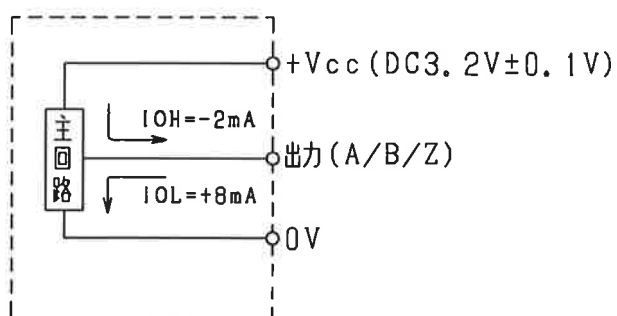 +Vcc(DC3.2V±0.1V)
IOH=-2mA
主回路
出力(A/B/Z)
IOL=+8mA
0V